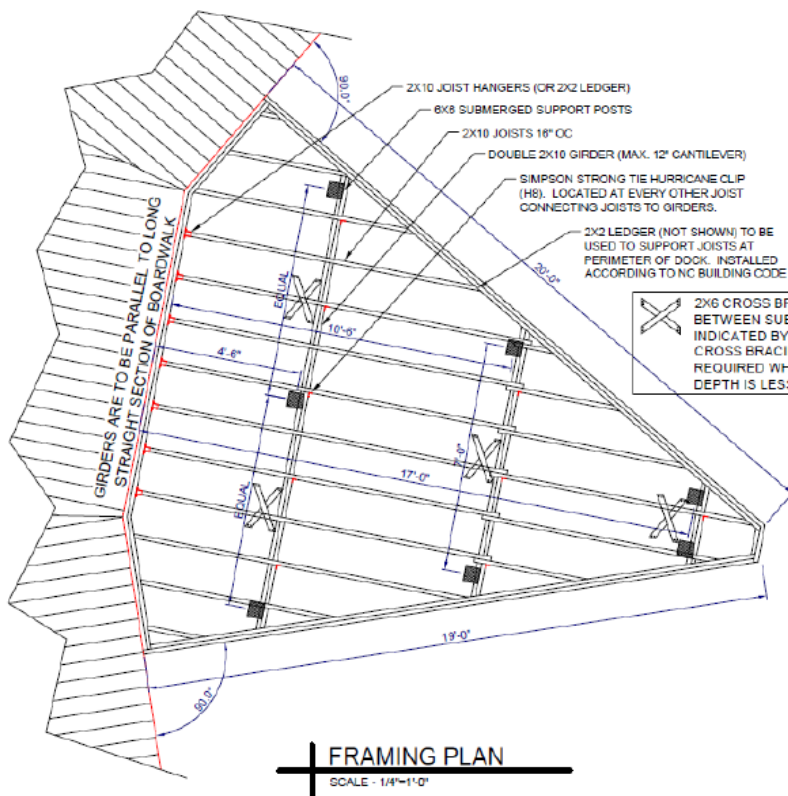 90.0°
2X10 JOIST HANGERS (OR 2X2 LEDGER)
6X6 SUBMERGED SUPPORT POSTS
2X10 JOISTS 16" OC
DOUBLE 2X10 GIRDER (MAX. 12" CANTILEVER)
SIMPSON STRONG TIE HURRICANE CLIP
(H8). LOCATED AT EVERY OTHER JOIST
CONNECTING JOISTS TO GIRDERS.
2X2 LEDGER (NOT SHOWN) TO BE
USED TO SUPPORT JOISTS AT
PERIMETER OF DOCK. INSTALLED
ACCORDING TO NC BUILDING CODE
20'-0"
2X6 CROSS BR
BETWEEN SUB
INDICATED BY
CROSS BRACI
REQUIRED WH
DEPTH IS LES
GIRDERS ARE TO BE PARALLEL TO LONG
STRAIGHT SECTION OF BOARDWALK
EQUAL
10'-6"
4'-6"
7'-0"
17'-0"
EQUAL
19'-0"
90.0°
FRAMING PLAN
SCALE - 1/4"=1'-0"